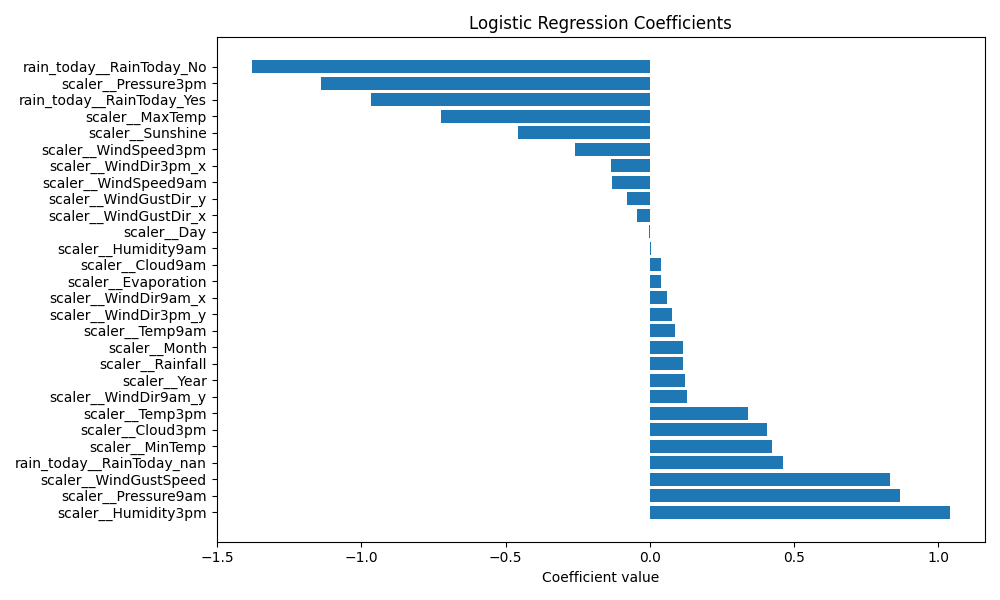 Logistic Regression Coefficients
rain_today__RainToday_No
scaler__Pressure3pm
rain_today__RainToday_Yes
scaler__MaxTemp
scaler__Sunshine
scaler__WindSpeed3pm
scaler__WindDir3pm_x
scaler__WindSpeed9am
scaler__WindGustDir_y
scaler__WindGustDir_x
scaler__Day
scaler__Humidity9am
scaler__Cloud9am
scaler__Evaporation
scaler__WindDir9am_x
scaler__WindDir3pm_y
scaler__Temp9am
scaler__Month
scaler__Rainfall
scaler__Year
scaler__WindDir9am_y
scaler__Temp3pm
scaler__Cloud3pm
scaler__MinTemp
rain_today__RainToday_nan
scaler__WindGustSpeed
scaler__Pressure9am
scaler__Humidity3pm
−1.5 −1.0 −0.5 0.0 0.5 1.0
Coefficient value